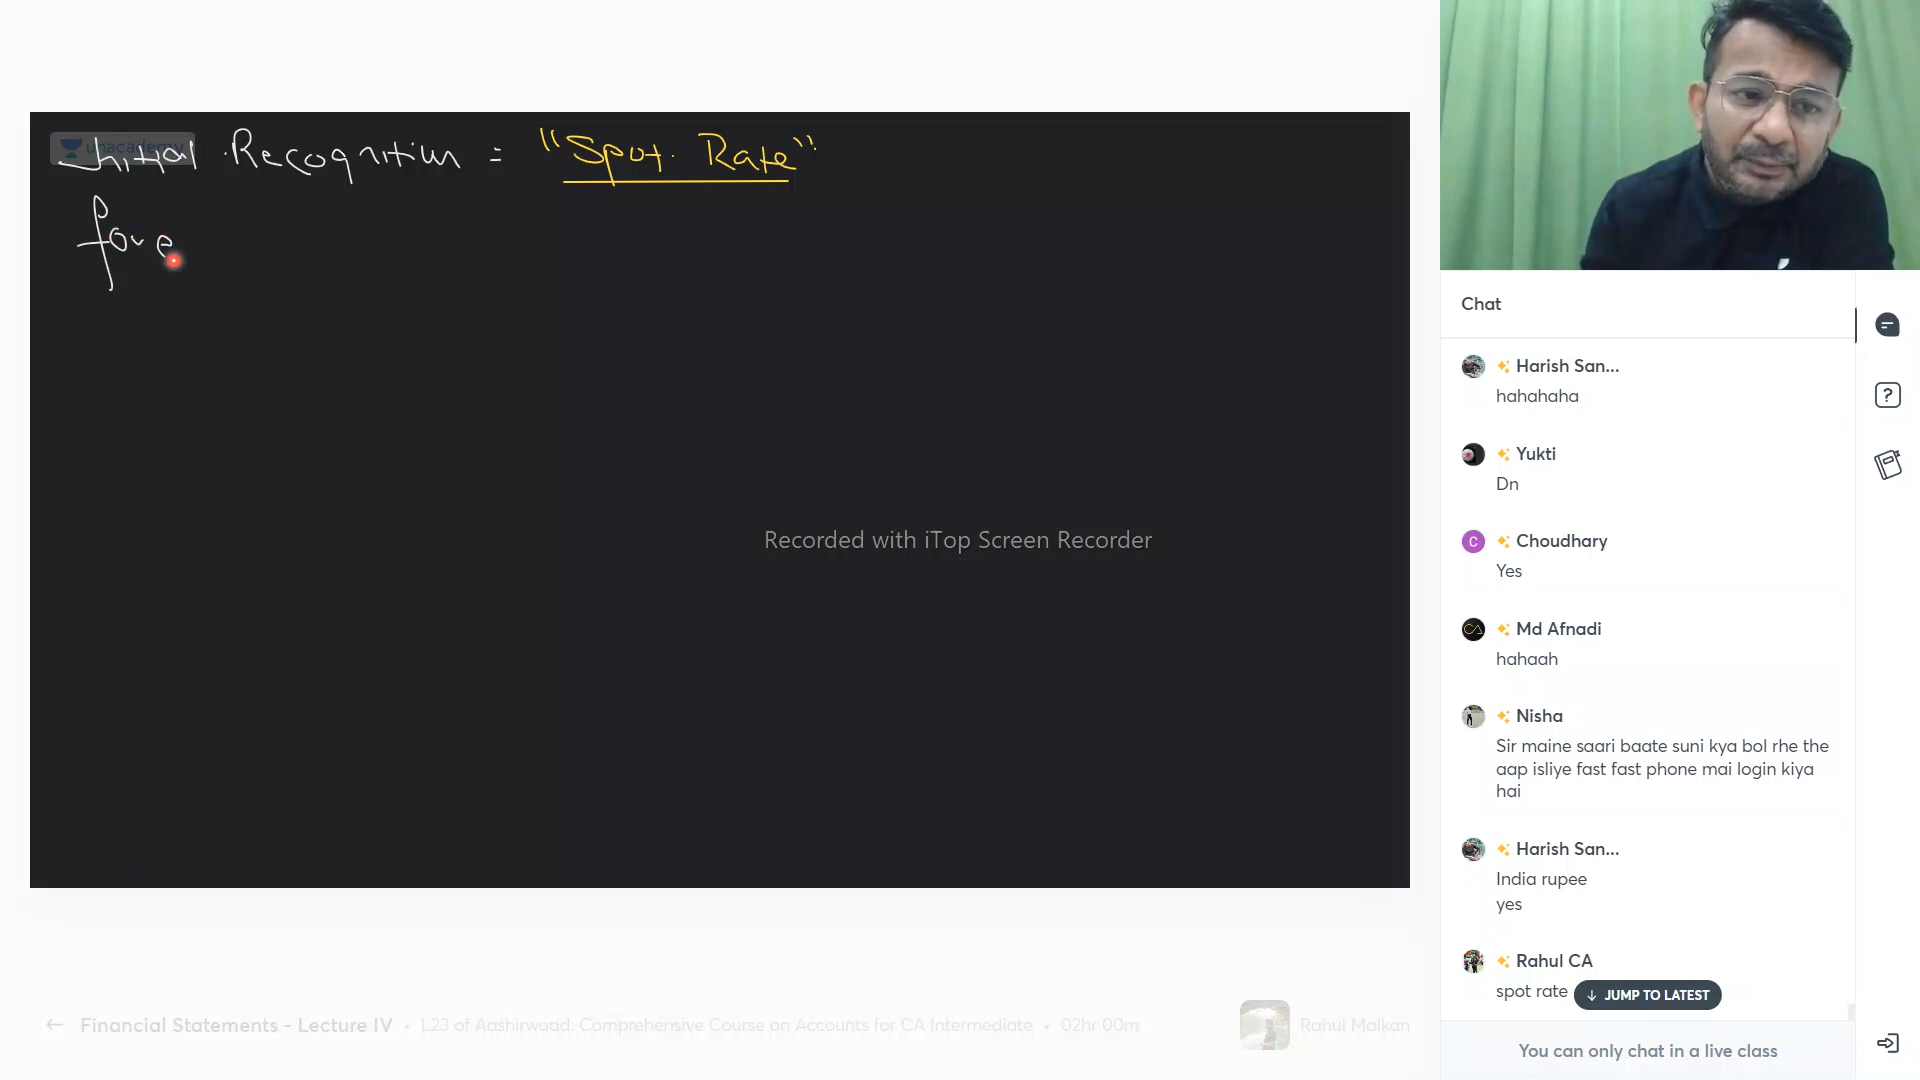 unacademy
Initial Recognition = "Spot Rate"
fore
Recorded with iTop Screen Recorder
← Financial Statements - Lecture IV • L23 of Aashirwaad: Comprehensive Course on Accounts for CA Intermediate • 02hr 00m
Rahul Malkan
Chat
Harish San...
hahahaha
Yukti
Dn
C Choudhary
Yes
CA Md Afnadi
hahaah
Nisha
Sir maine saari baate suni kya bol rhe the
aap isliye fast fast phone mai login kiya
hai
Harish San...
India rupee
yes
Rahul CA
spot rate
↓ JUMP TO LATEST
You can only chat in a live class
?